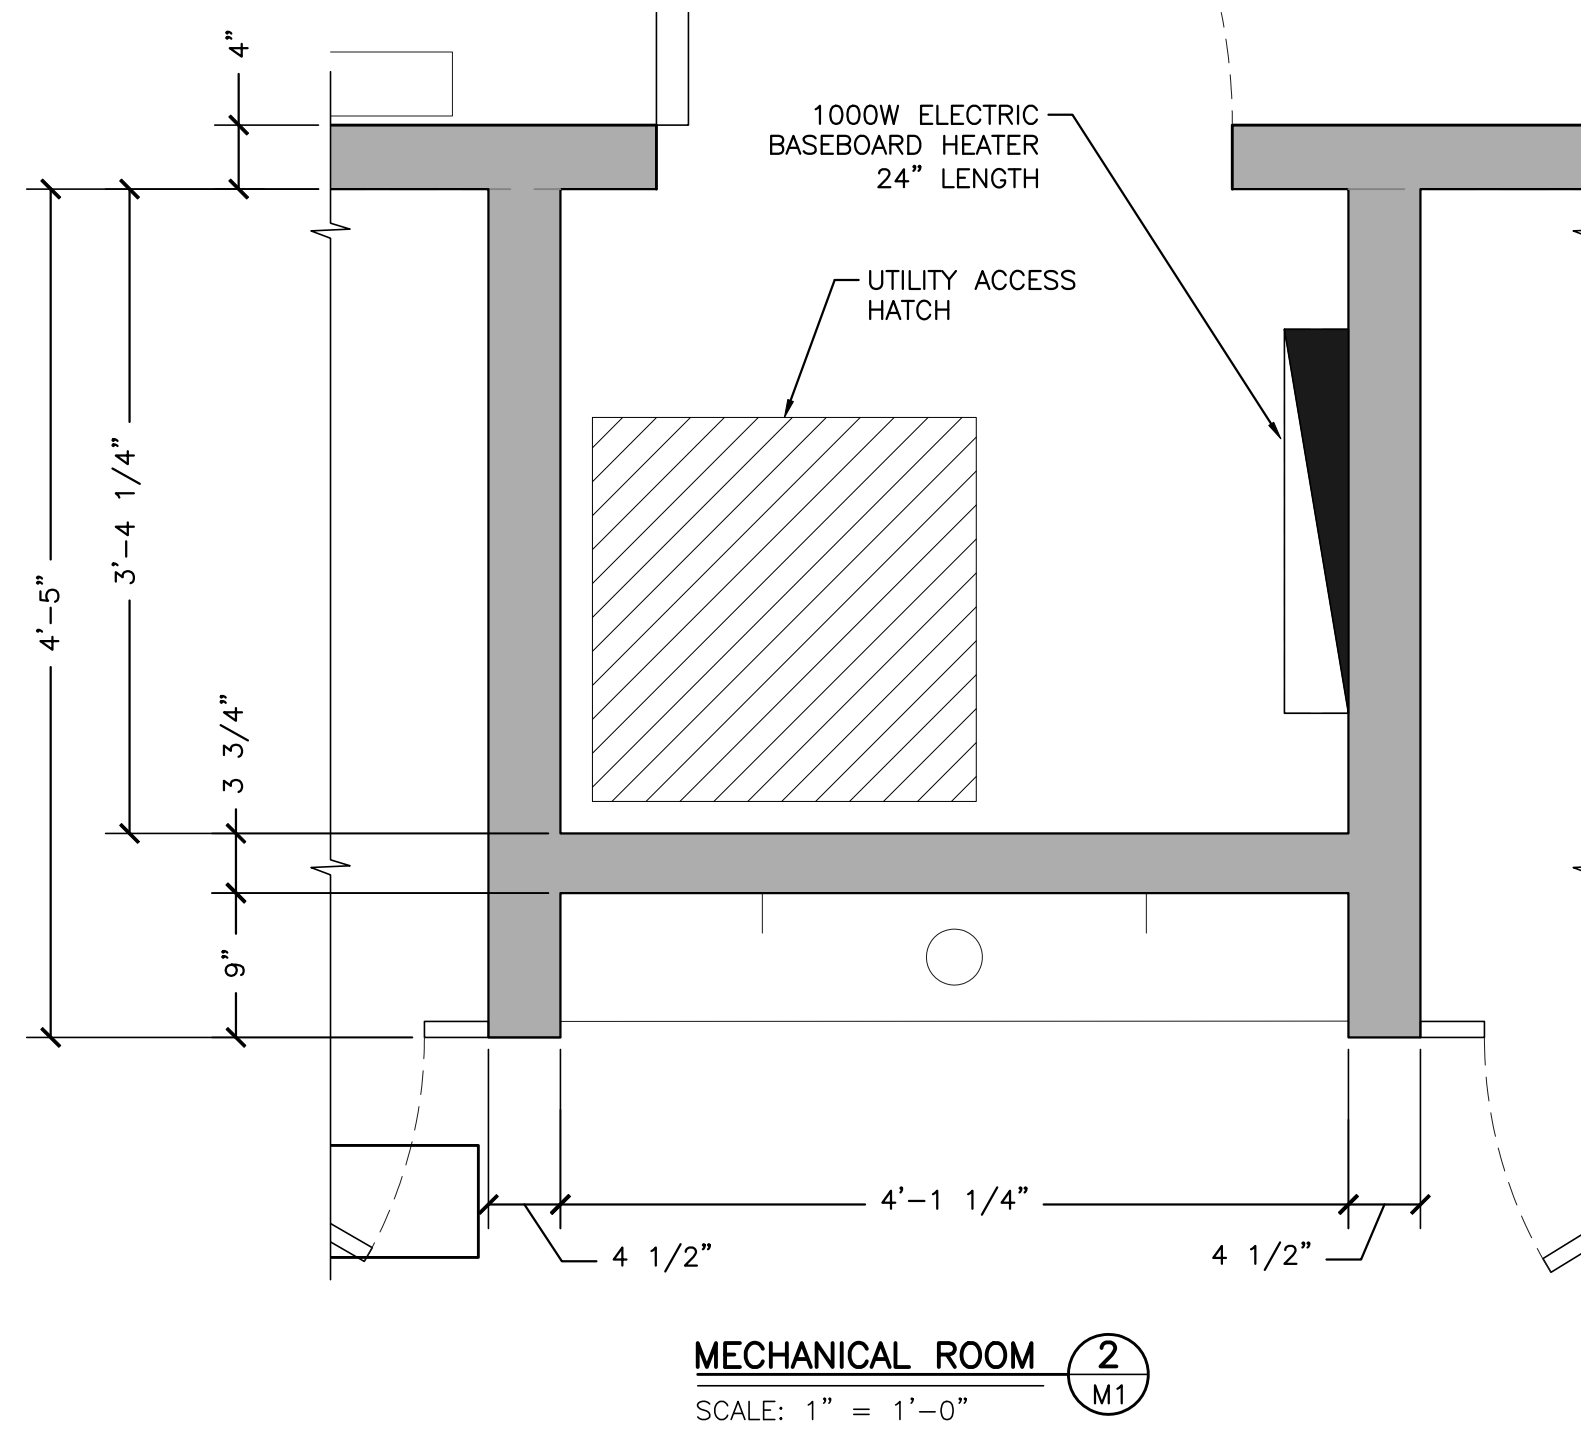 4”
1000W ELECTRIC
BASEBOARD HEATER
24” LENGTH
UTILITY ACCESS
HATCH
3’-4 1/4”
4’-5”
3 3/4”
9”
4’-1 1/4”
4 1/2”
4 1/2”
MECHANICAL ROOM
2
M1
SCALE: 1” = 1’-0”